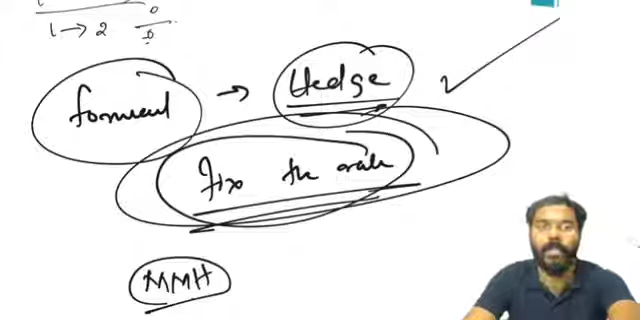 1 → 2
forward → Hedge ✓
Fix the rate
MMH